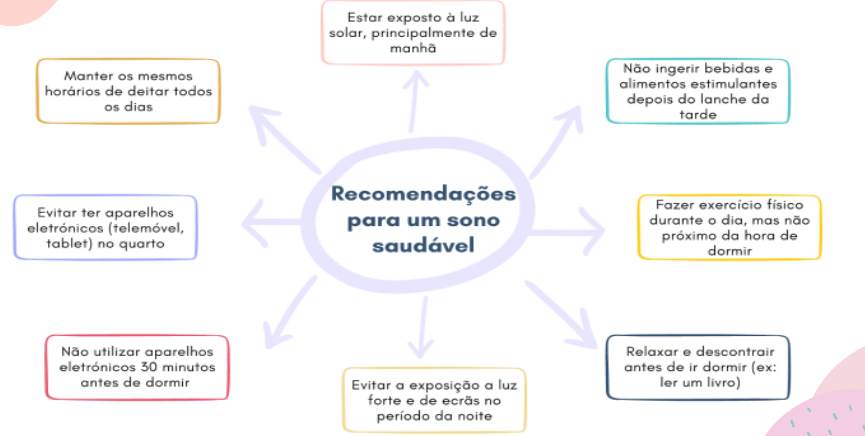 Estar exposto à luz
solar, principalmente de
manhã
Manter os mesmos
horários de deitar todos
os dias
Não ingerir bebidas e
alimentos estimulantes
depois do lanche da
tarde
Recomendações
para um sono
saudável
Evitar ter aparelhos
eletrónicos (telemóvel,
tablet) no quarto
Fazer exercício físico
durante o dia, mas não
próximo da hora de
dormir
Não utilizar aparelhos
eletrónicos 30 minutos
antes de dormir
Relaxar e descontrair
antes de ir dormir (ex:
ler um livro)
Evitar a exposição a luz
forte e de ecrãs no
período da noite